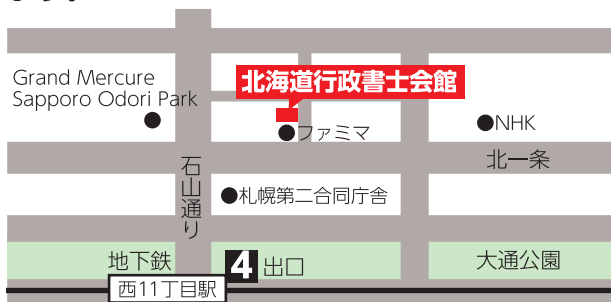 Grand Mercure
Sapporo Odori Park
北海道行政書士会館
ファミマ
NHK
北一条
石山通り
札幌第二合同庁舎
地下鉄
4 出口
大通公園
西11丁目駅